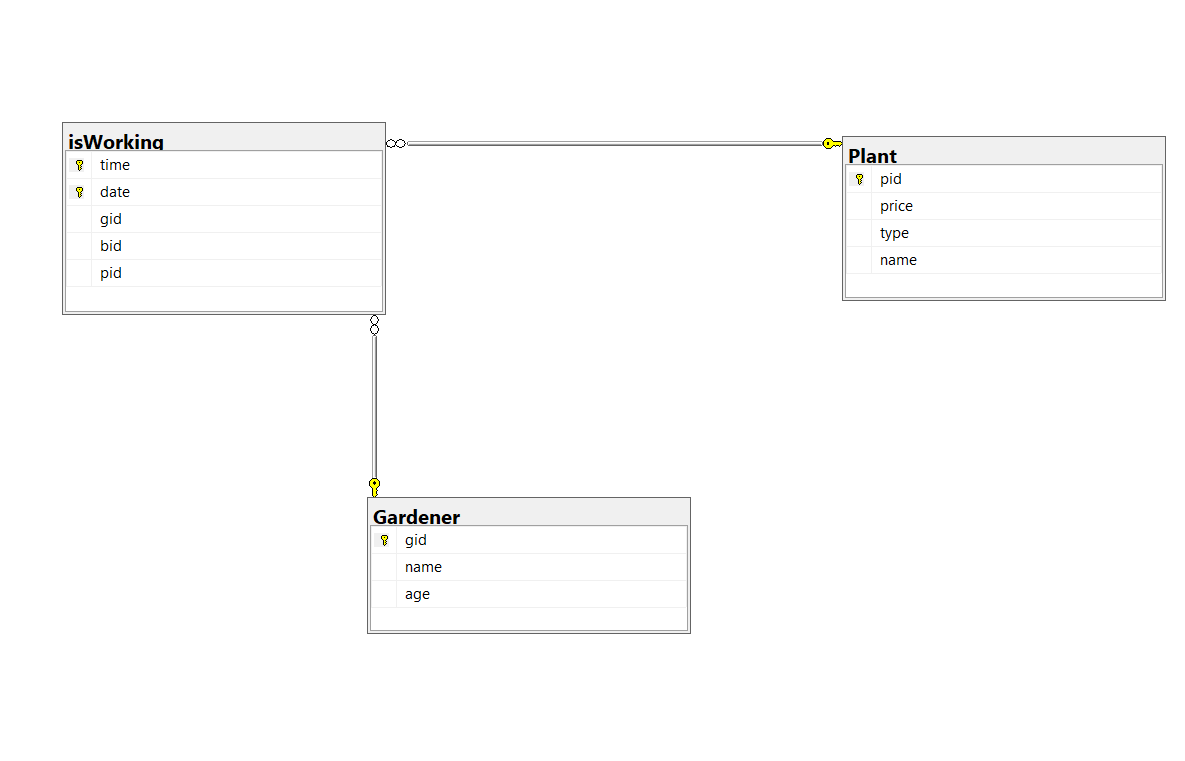 isWorking
time
date
gid
bid
pid
Plant
pid
price
type
name
Gardener
gid
name
age